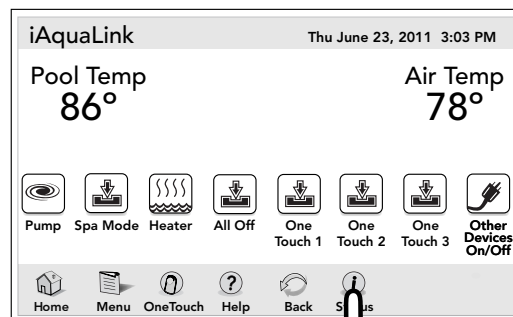 iAquaLink Thu June 23, 2011 3:03 PM
Pool Temp Air Temp
86° 78°
Pump Spa Mode Heater All Off One Touch 1 One Touch 2 One Touch 3 Other Devices On/Off
Home Menu OneTouch Help Back